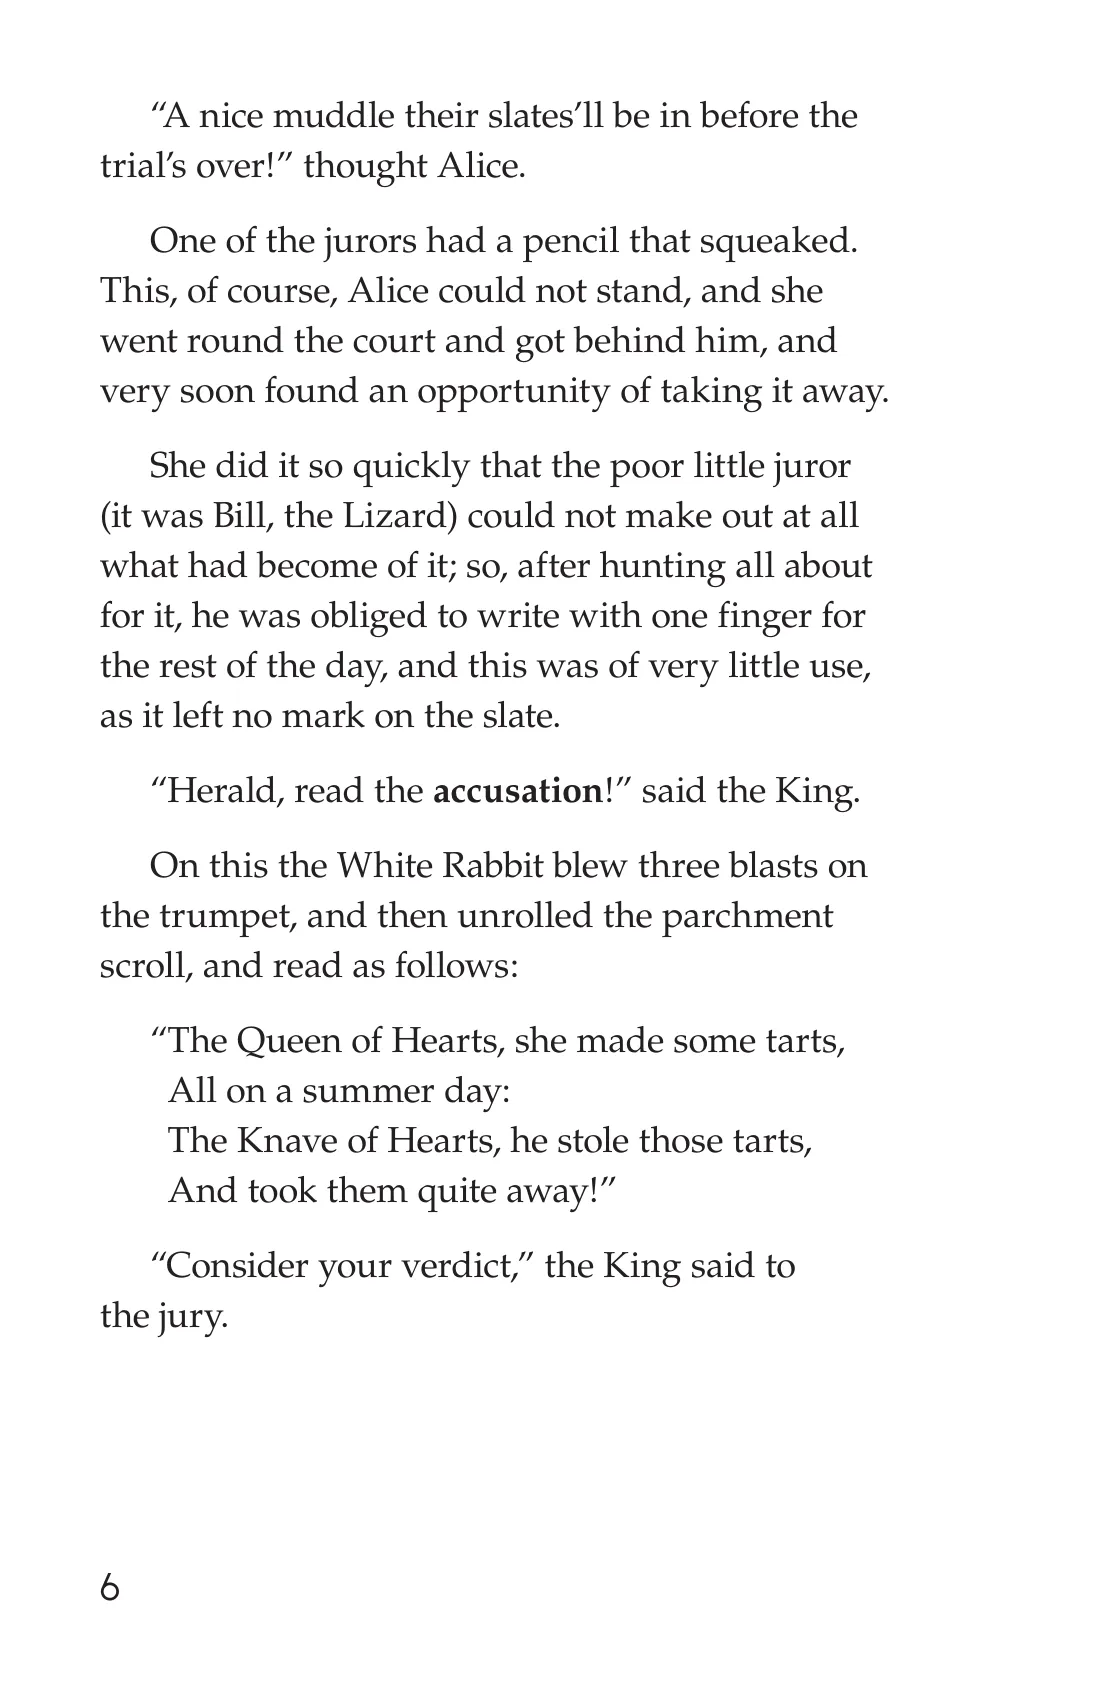 “A nice muddle their slates’ll be in before the
trial’s over!” thought Alice.
One of the jurors had a pencil that squeaked.
This, of course, Alice could not stand, and she
went round the court and got behind him, and
very soon found an opportunity of taking it away.
She did it so quickly that the poor little juror
(it was Bill, the Lizard) could not make out at all
what had become of it; so, after hunting all about
for it, he was obliged to write with one finger for
the rest of the day, and this was of very little use,
as it left no mark on the slate.
“Herald, read the accusation!” said the King.
On this the White Rabbit blew three blasts on
the trumpet, and then unrolled the parchment
scroll, and read as follows:
“The Queen of Hearts, she made some tarts,
All on a summer day:
The Knave of Hearts, he stole those tarts,
And took them quite away!”
“Consider your verdict,” the King said to
the jury.
6